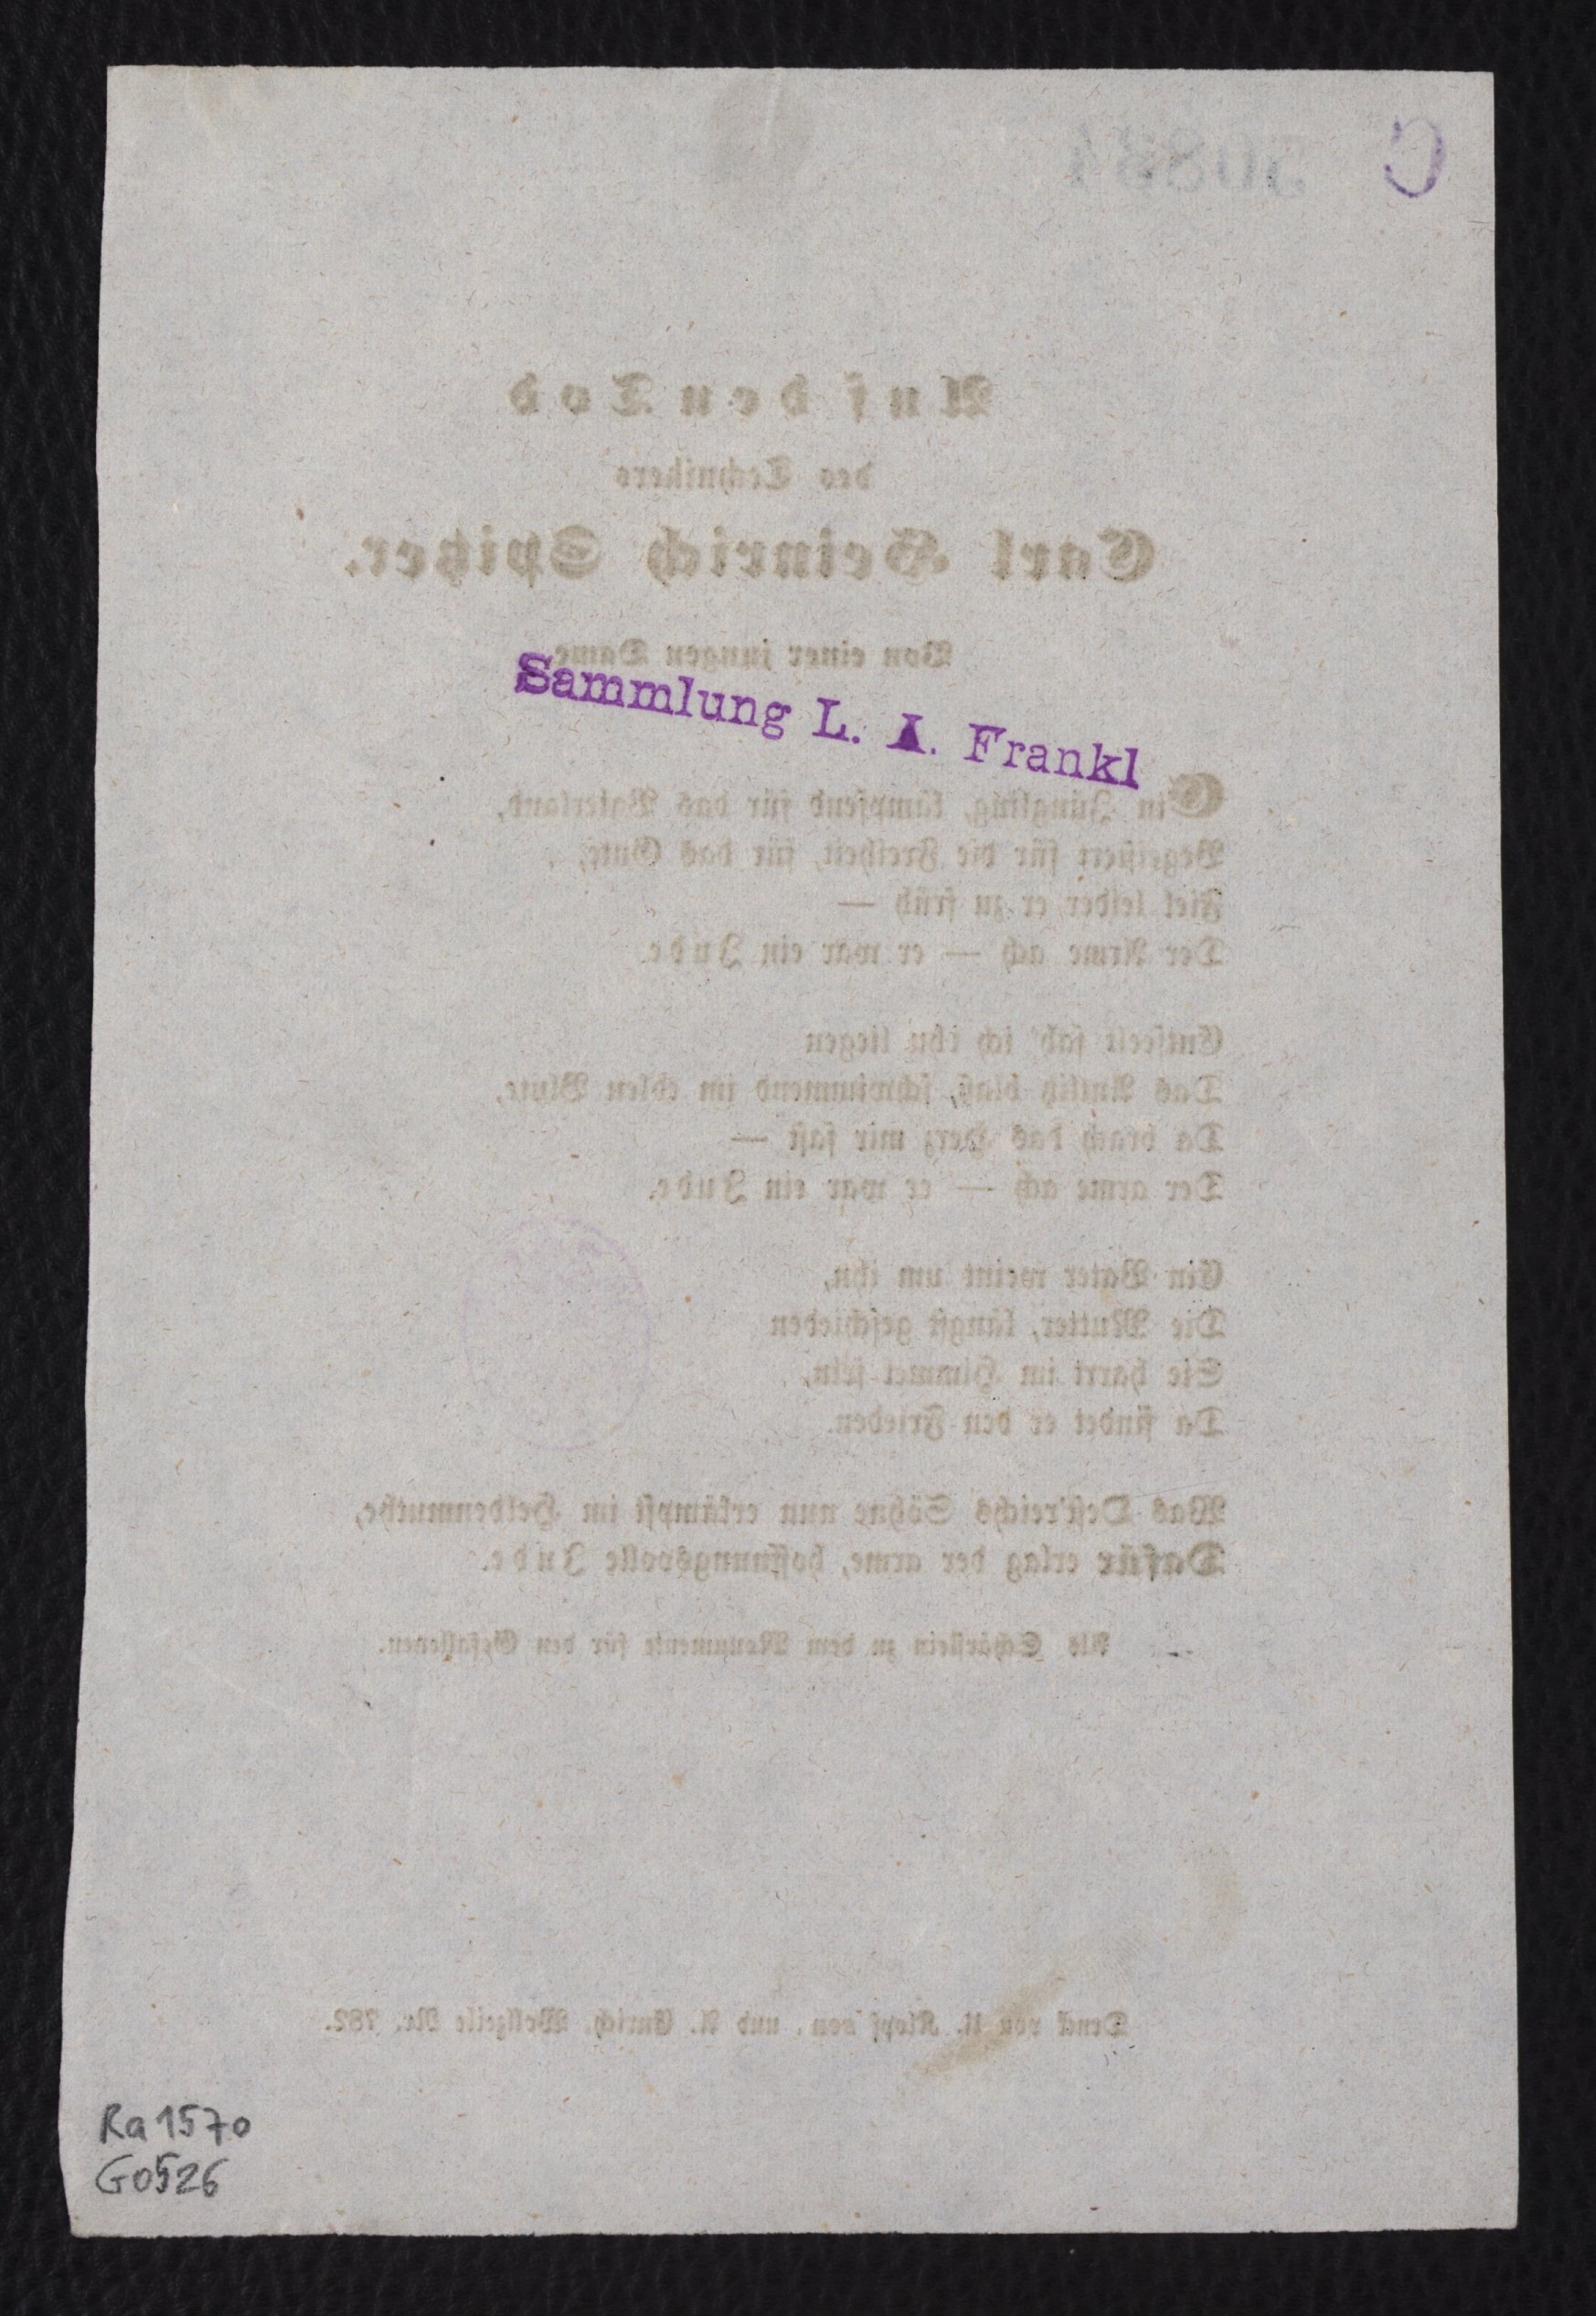 C 30884
Auf den Tod
des Technikers
Carl Heinrich Spitzer.
Von einer jungen Dame
Sammlung L. A. Frankl
Ein Jüngling, kämpfend für das Vaterland,
Begeistert für die Freiheit, für das Gute,
Fiel leider er zu früh —
Der Arme ach — er war ein Jude.
Entseelt sah' ich ihn liegen
Das Antlitz blaß, schwimmend im edlen Blute,
Da brach das Herz mir fast —
Der arme ach — er war ein Jude.
Ein Vater weint um ihn,
Die Mutter, längst geschieden
Sie harrt im Himmel sein,
Da findet er den Frieden.
Was Oest'reichs Söhne nun erkämpft im Heldenmuthe,
Dafür erlag der arme, hoffnungsvolle Jude.
Als Schärflein zu dem Monumente für den Gefallenen.
Druck von U. Klopf sen. und A. Eurich, Wollzeile Nr. 782.
Ra 1570
G0526